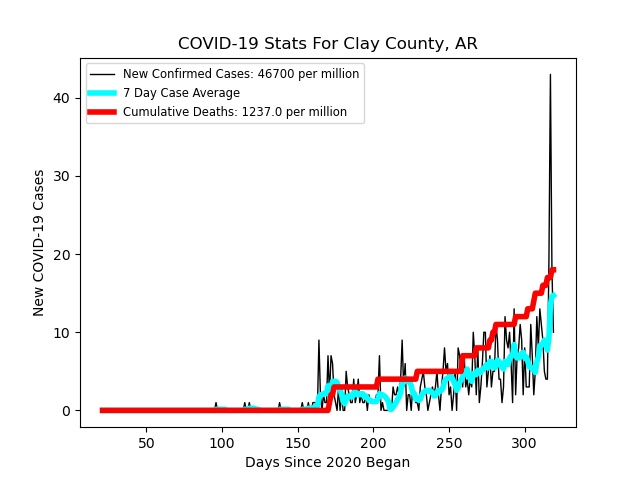 COVID-19 Stats For Clay County, AR
New Confirmed Cases: 46700 per million
7 Day Case Average
Cumulative Deaths: 1237.0 per million
New COVID-19 Cases
40
30
20
10
0
50 100 150 200 250 300
Days Since 2020 Began